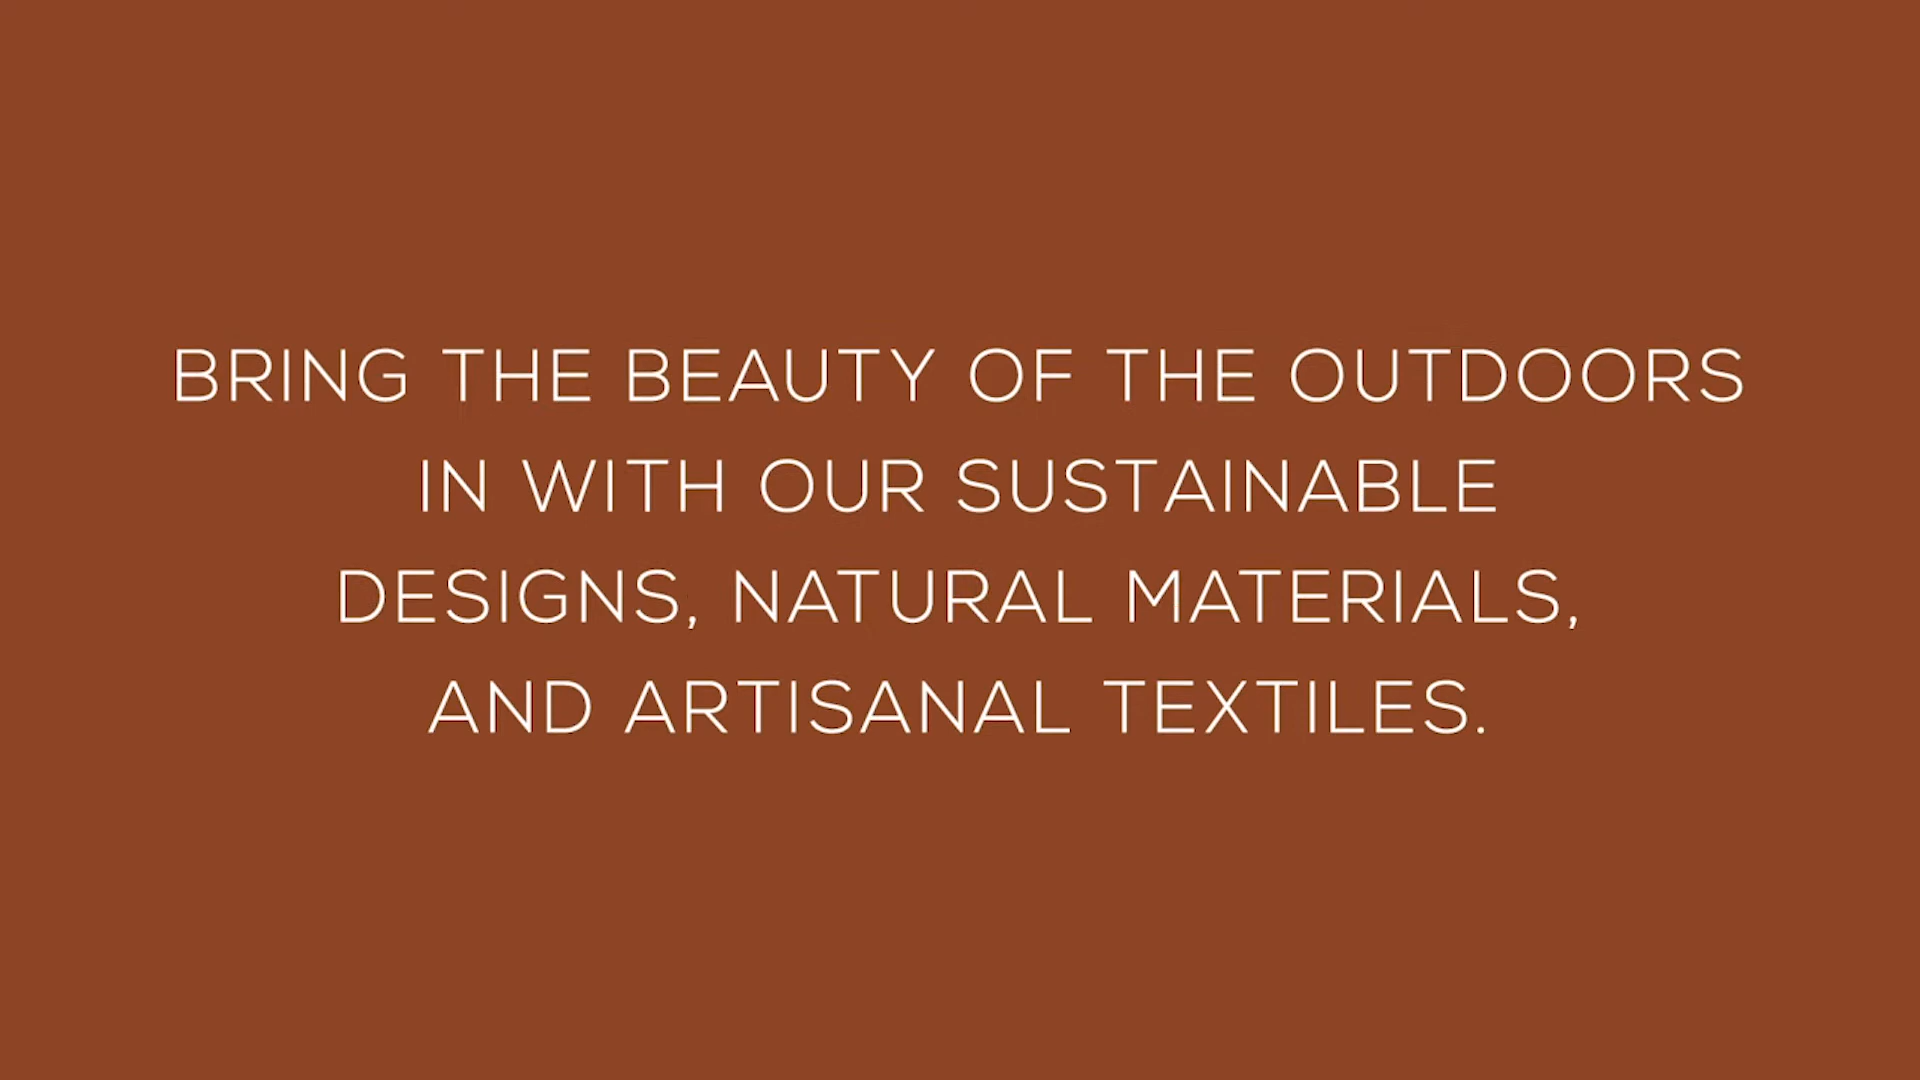 BRING THE BEAUTY OF THE OUTDOORS
IN WITH OUR SUSTAINABLE
DESIGNS, NATURAL MATERIALS,
AND ARTISANAL TEXTILES.